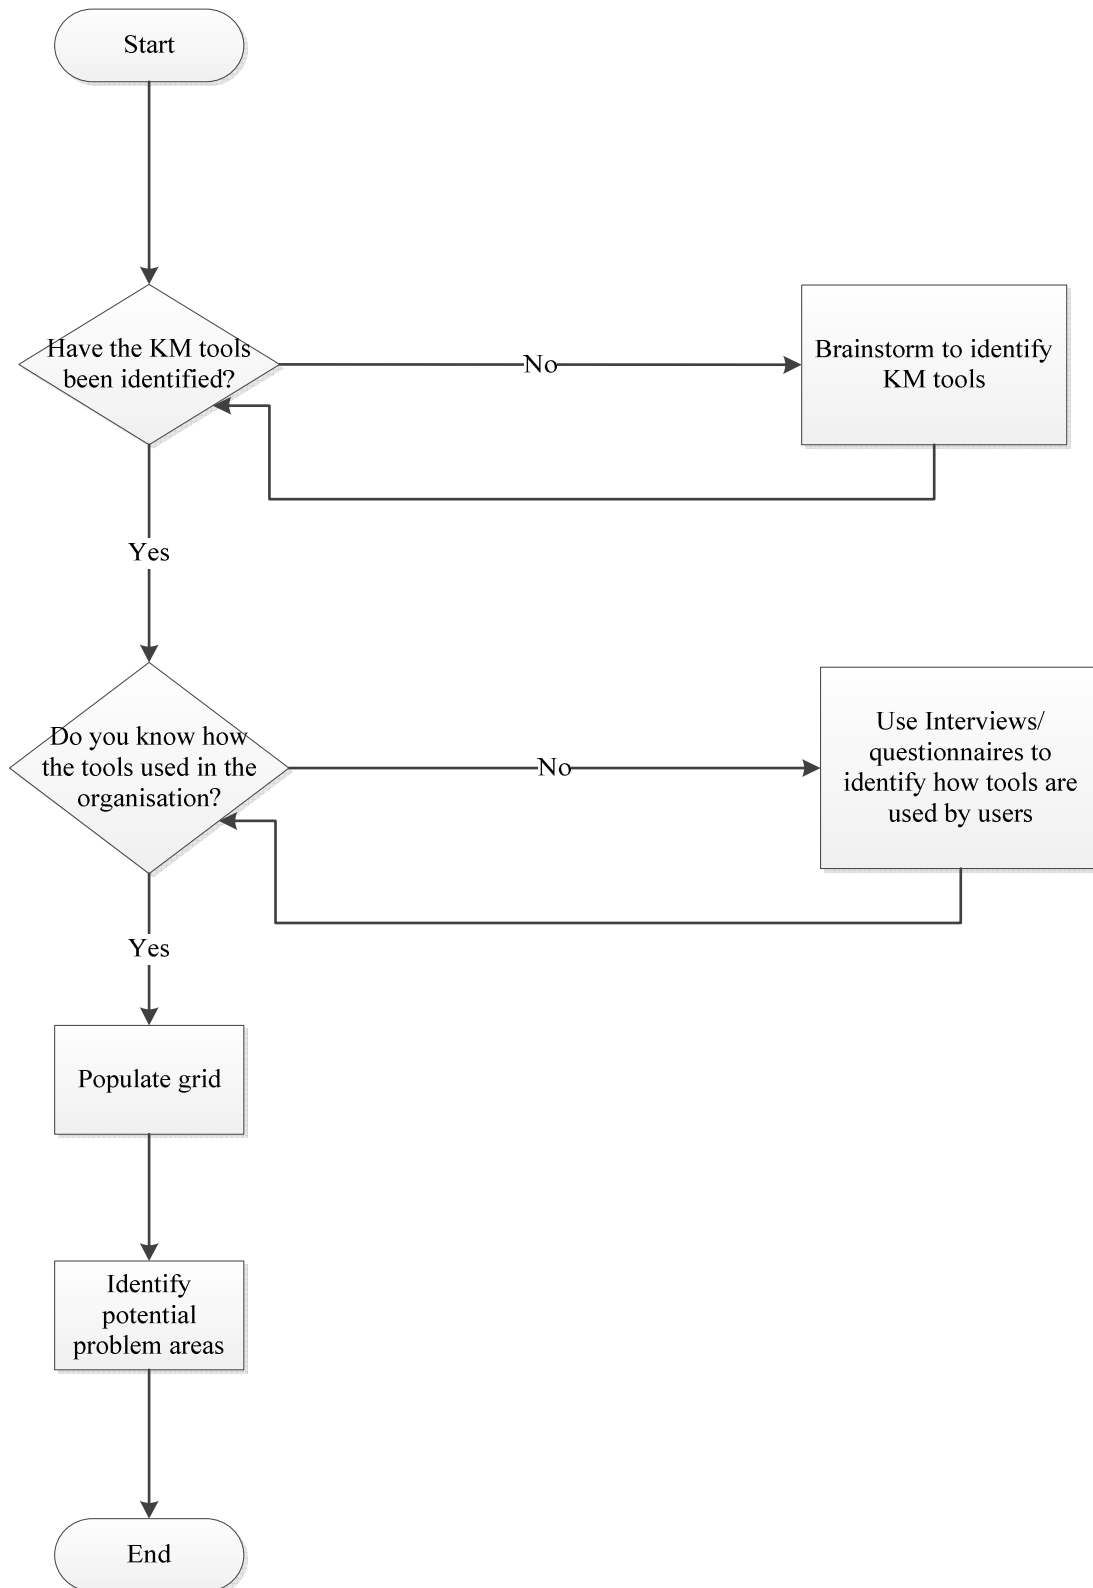 Start
Have the KM tools
been identified?
No
Brainstorm to identify
KM tools
Yes
Do you know how
the tools used in the
organisation?
No
Use Interviews/
questionnaires to
identify how tools are
used by users
Yes
Populate grid
Identify
potential
problem areas
End